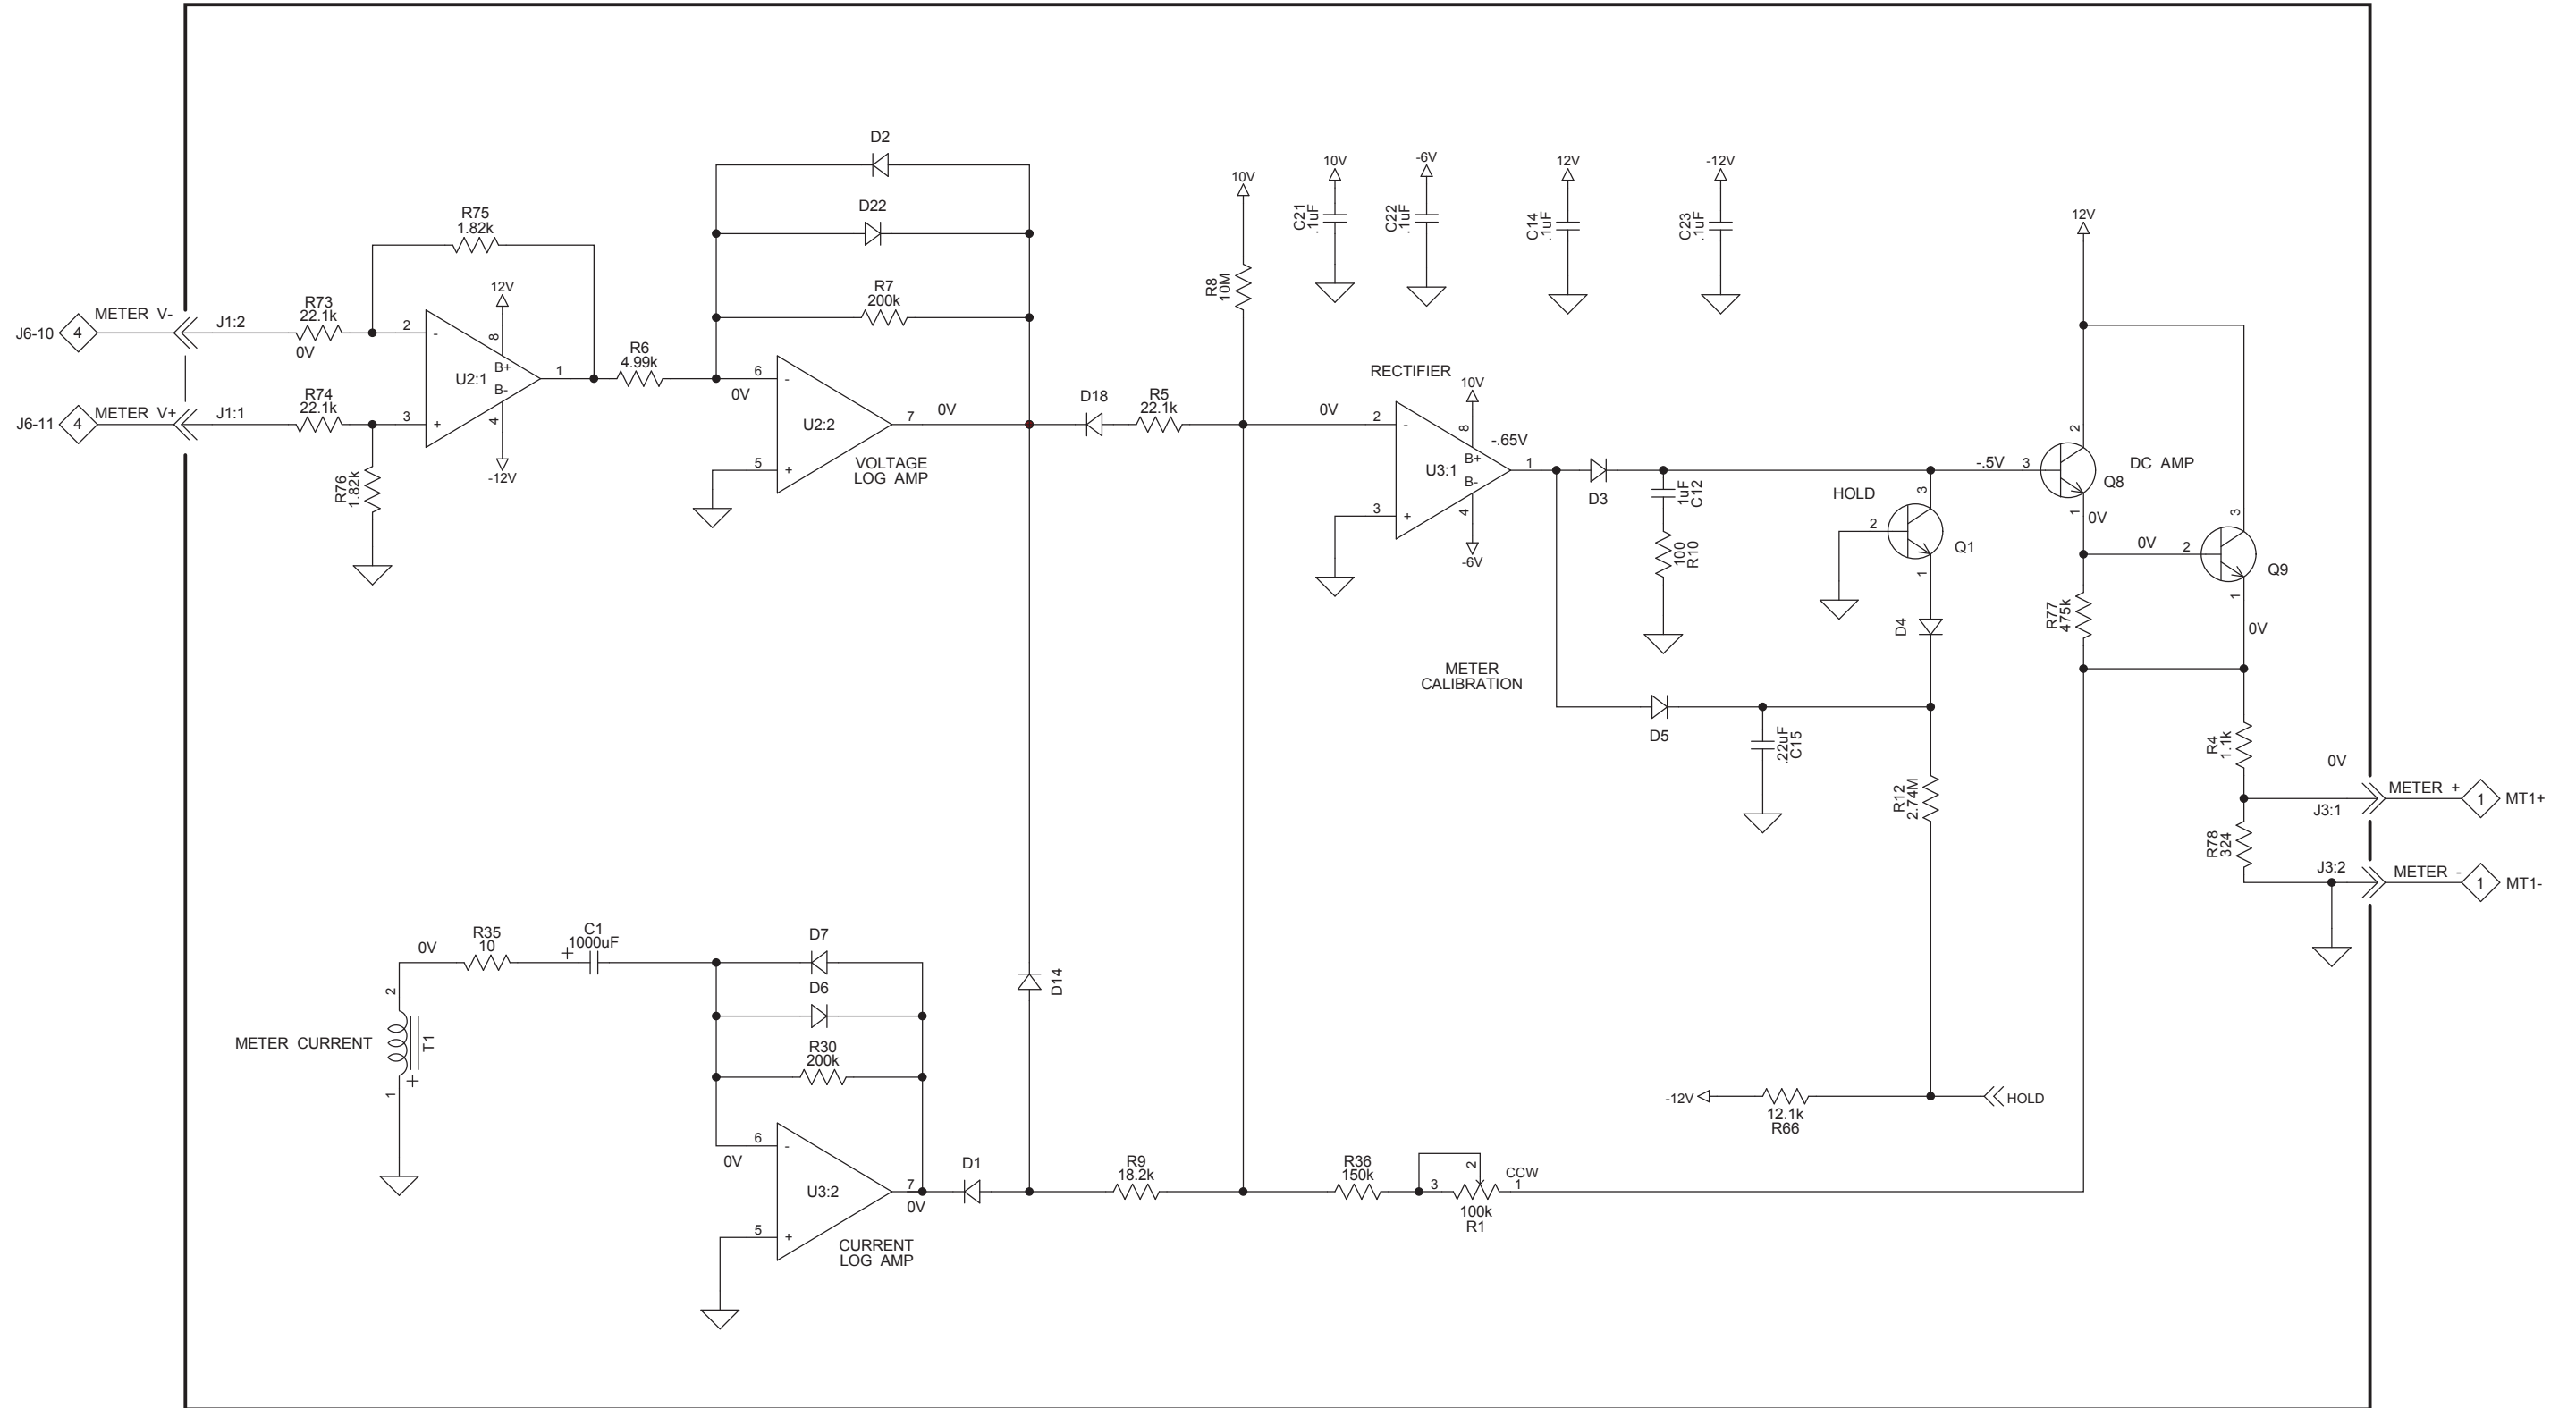 D2
D22
R7
200k
R75
1.82k
12V
8
B+
U2:1
B-
4
-12V
2
-
3
+
1
J6-10
4
METER V-
J1:2
R73
22.1k
0V
J6-11
4
METER V+
J1:1
R74
22.1k
R76
1.82k
R6
4.99k
0V
6
-
5
+
U2:2
7
0V
VOLTAGE
LOG AMP
D18
R5
22.1k
10V
R8
10M
10V
C21
.1uF
-6V
C22
.1uF
12V
C14
.1uF
-12V
C23
.1uF
RECTIFIER
0V
2
-
3
+
U3:1
10V
8
B+
B-
4
-6V
-.65V
1
D3
1uF
C12
100
R10
HOLD
3
2
1
Q1
D4
METER
CALIBRATION
D5
.22uF
C15
R12
2.74M
-12V
12.1k
R66
HOLD
12V
-.5V
3
2
1
Q8
DC AMP
0V
0V
2
3
1
Q9
0V
R77
475k
R4
1.1k
0V
J3:1
METER +
1
MT1+
R78
324
J3:2
METER -
1
MT1-
METER CURRENT
2
1
T1
+
0V
R35
10
C1
1000uF
+
D7
D6
R30
200k
6
-
0V
5
+
U3:2
7
0V
CURRENT
LOG AMP
D1
D14
R9
18.2k
R36
150k
2
3
CCW
1
100k
R1